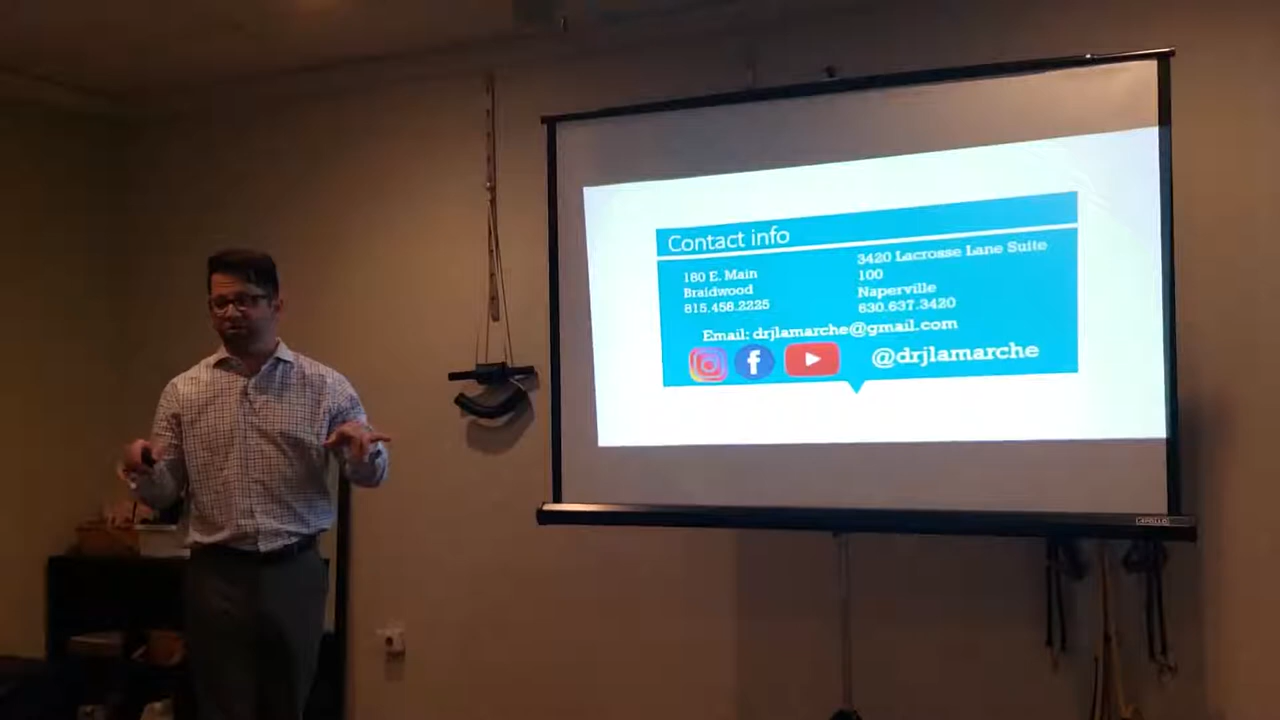 Contact info
180 E. Main
Braidwood
815.458.2225
3420 Lacrosse Lane Suite
100
Naperville
630.637.3420
Email: drjlamarche@gmail.com
@drjlamarche
APOLLO